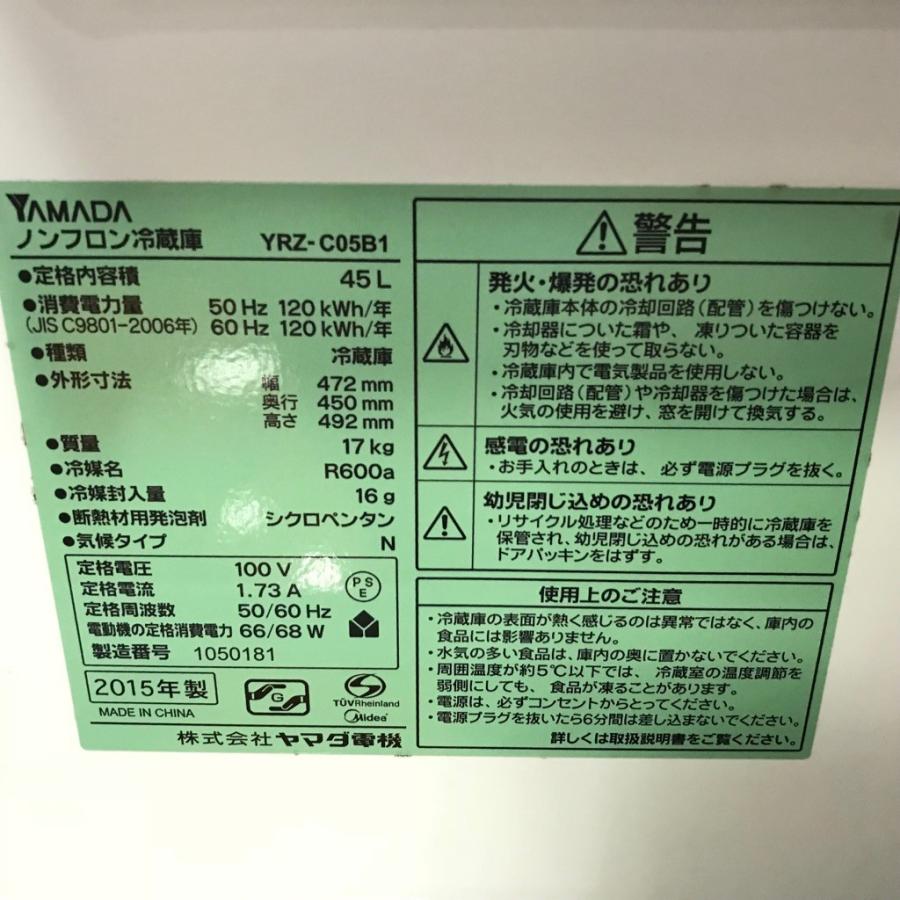 YAMADA
ノンフロン冷蔵庫 YRZ-C05B1
●定格内容積 45 L
●消費電力量 50 Hz 120 kWh/年
(JIS C9801-2006年) 60 Hz 120 kWh/年
●種類 冷蔵庫
●外形寸法 幅 472 mm
奥行 450 mm
高さ 492 mm
●質量 17 kg
●冷媒名 R600a
●冷媒封入量 16 g
●断熱材用発泡剤 シクロペンタン
●気候タイプ N
定格電圧 100 V
定格電流 1.73 A
定格周波数 50/60 Hz
電動機の定格消費電力 66/68 W
製造番号 1050181
PSE
2015年製
MADE IN CHINA
G
TÜVRheinland
Midea
株式会社ヤマダ電機
警告
発火・爆発の恐れあり
・冷蔵庫本体の冷却回路(配管)を傷つけない。
・冷却器についた霜や、凍りついた容器を
刃物などを使って取らない。
・冷蔵庫内で電気製品を使用しない。
・冷却回路(配管)や冷却器を傷つけた場合は、
火気の使用を避け、窓を開けて換気する。
感電の恐れあり
・お手入れのときは、必ず電源プラグを抜く。
幼児閉じ込めの恐れあり
・リサイクル処理などのため一時的に冷蔵庫を
保管され、幼児閉じ込めの恐れがある場合は、
ドアパッキンをはずす。
使用上のご注意
・冷蔵庫の表面が熱く感じるのは異常ではなく、庫内の
食品には影響ありません。
・水気の多い食品は、庫内の奥に置かないでください。
・周囲温度が約5℃以下では、冷蔵室の温度調節を
弱側にしても、食品が凍ることがあります。
・電源は、必ずコンセントからとってください。
・電源プラグを抜いたら6分間は差し込まないでください。
詳しくは取扱説明書をご覧ください。